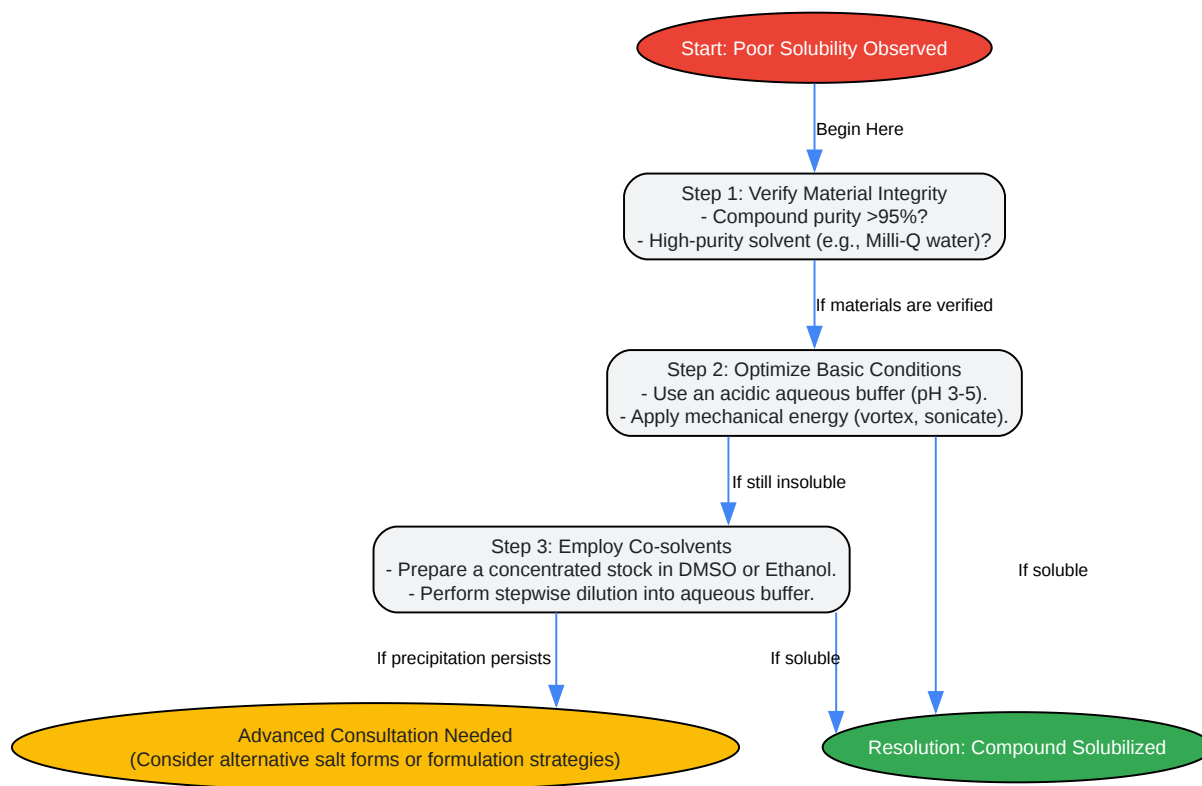 Start: Poor Solubility Observed
Begin Here
Step 1: Verify Material Integrity
- Compound purity >95%?
- High-purity solvent (e.g., Milli-Q water)?
If materials are verified
Step 2: Optimize Basic Conditions
- Use an acidic aqueous buffer (pH 3-5).
- Apply mechanical energy (vortex, sonicate).
If still insoluble
Step 3: Employ Co-solvents
- Prepare a concentrated stock in DMSO or Ethanol.
- Perform stepwise dilution into aqueous buffer.
If soluble
If precipitation persists
If soluble
Advanced Consultation Needed
(Consider alternative salt forms or formulation strategies)
Resolution: Compound Solubilized